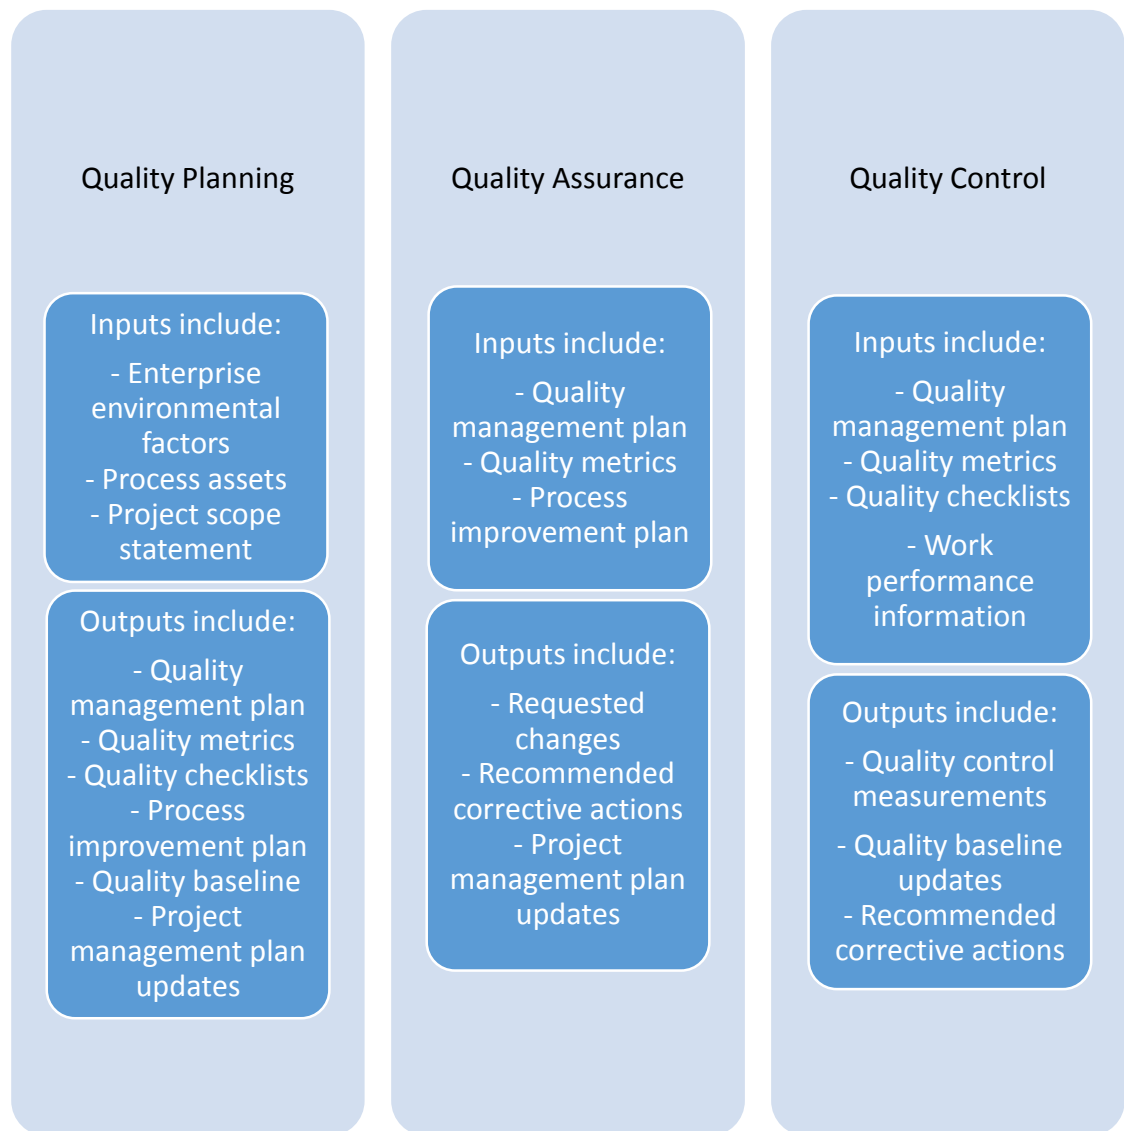 Quality Planning
Inputs include:
- Enterprise
environmental
factors
- Process assets
- Project scope
statement
Outputs include:
- Quality
management plan
- Quality metrics
- Quality checklists
- Process
improvement plan
- Quality baseline
- Project
management plan
updates
Quality Assurance
Inputs include:
- Quality
management plan
- Quality metrics
- Process
improvement plan
Outputs include:
- Requested
changes
- Recommended
corrective actions
- Project
management plan
updates
Quality Control
Inputs include:
- Quality
management plan
- Quality metrics
- Quality checklists
- Work
performance
information
Outputs include:
- Quality control
measurements
- Quality baseline
updates
- Recommended
corrective actions